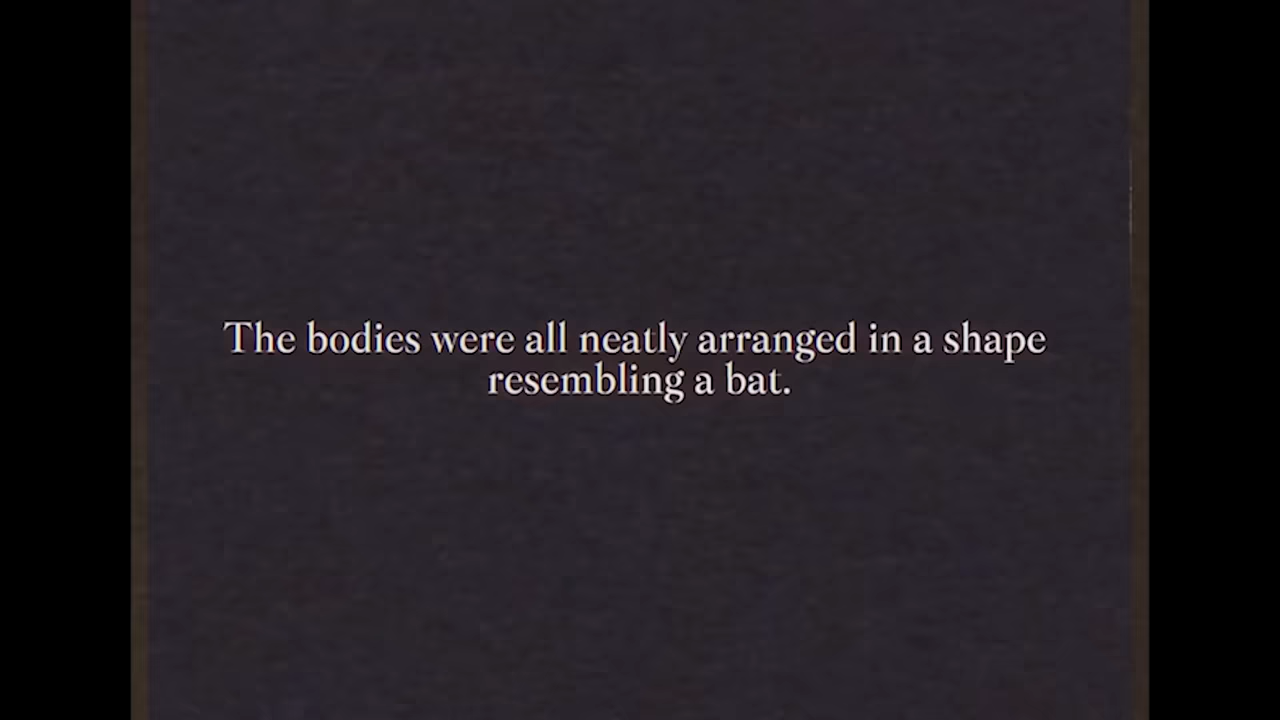 The bodies were all neatly arranged in a shape
resembling a bat.